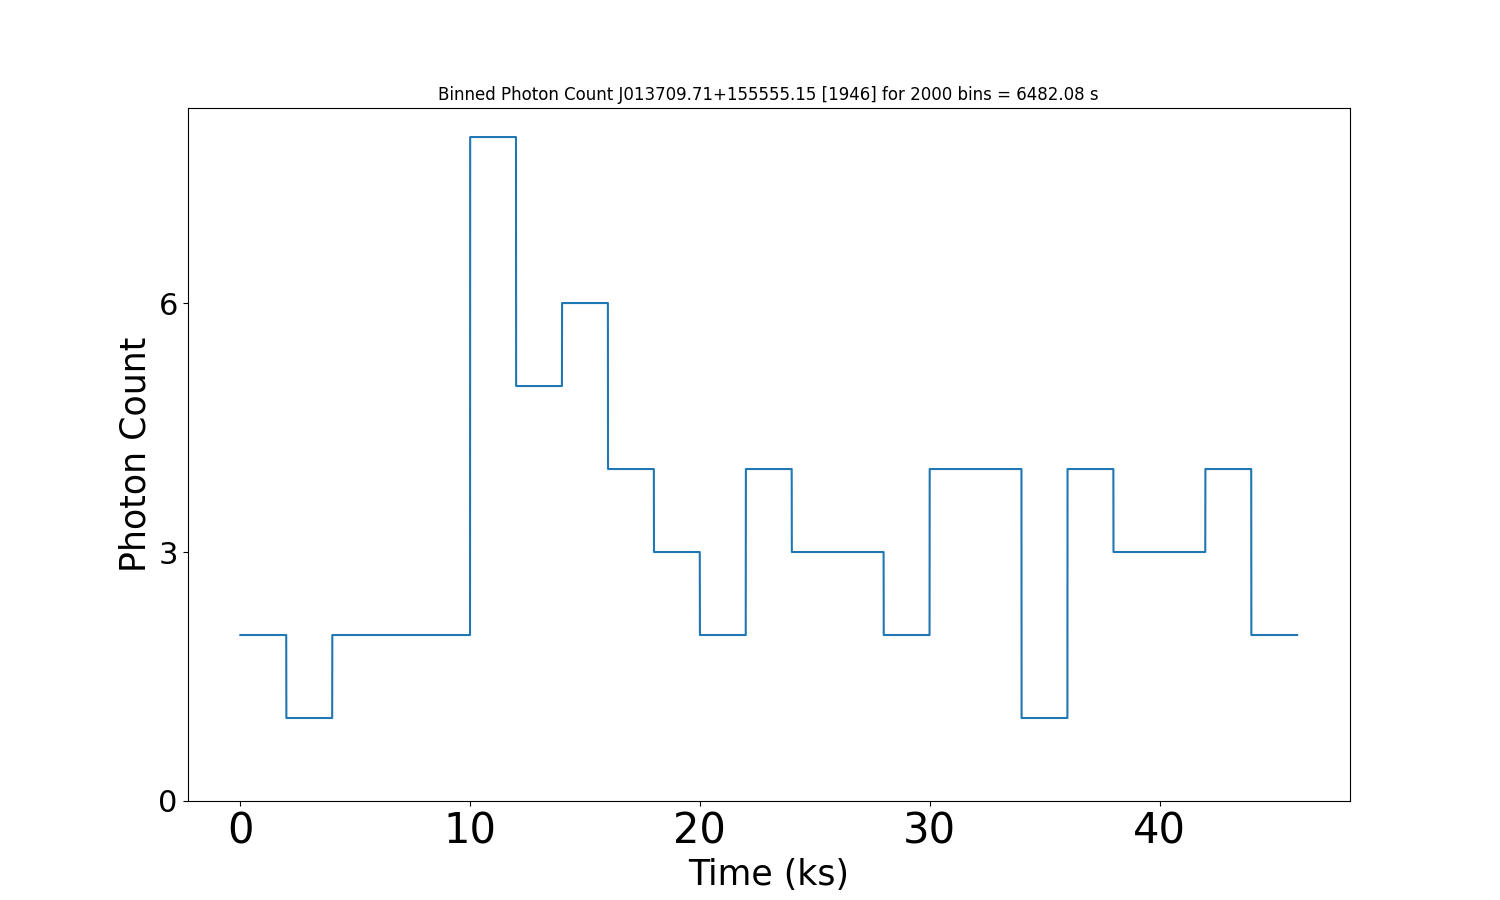 Binned Photon Count J013709.71+155555.15 [1946] for 2000 bins = 6482.08 s
6
3
0
Photon Count
0 10 20 30 40
Time (ks)